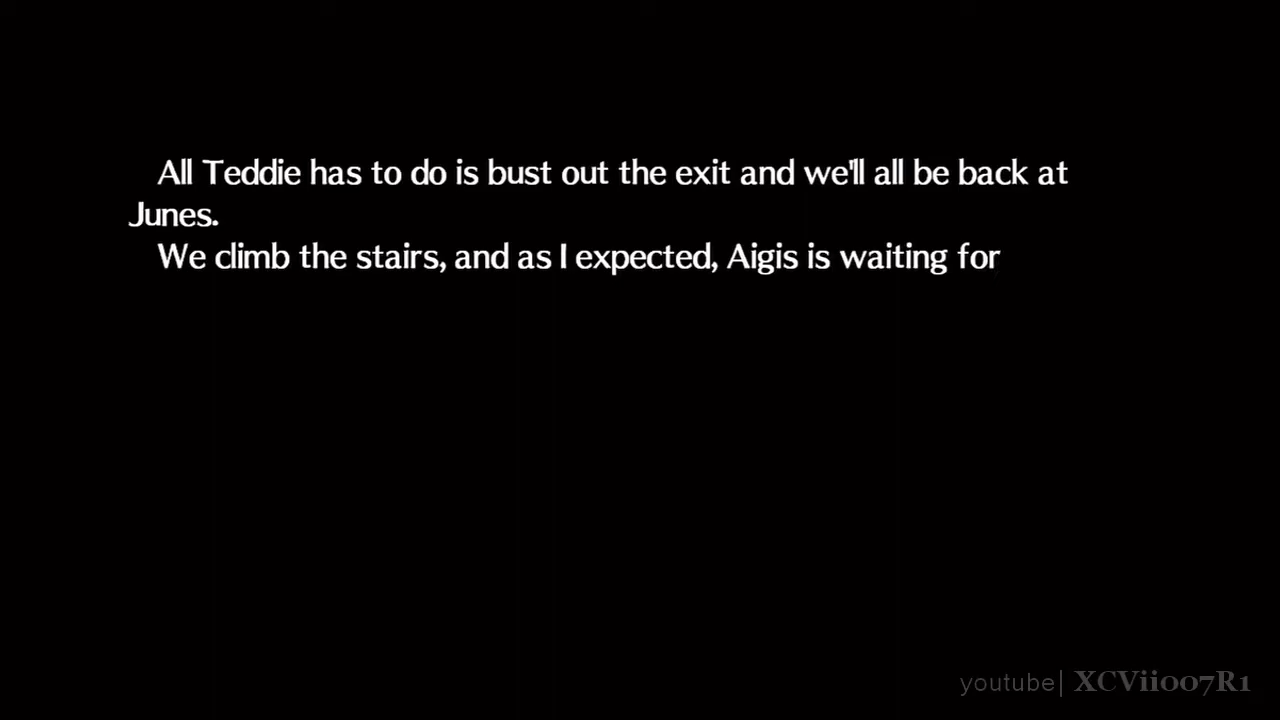 All Teddie has to do is bust out the exit and we'll all be back at
Junes.
We climb the stairs, and as I expected, Aigis is waiting for
youtube| XCVii007R1